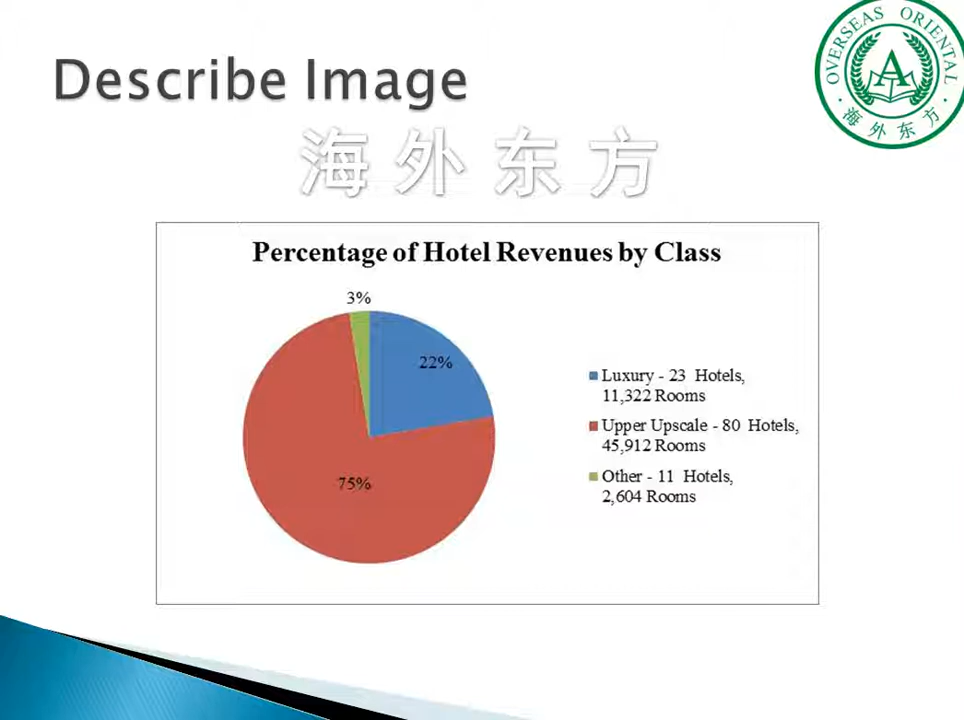 Describe Image
OVERSEAS ORIENTAL
A
海外东方
海外东方
Percentage of Hotel Revenues by Class
3%
22%
75%
Luxury - 23 Hotels,
11,322 Rooms
Upper Upscale - 80 Hotels,
45,912 Rooms
Other - 11 Hotels,
2,604 Rooms